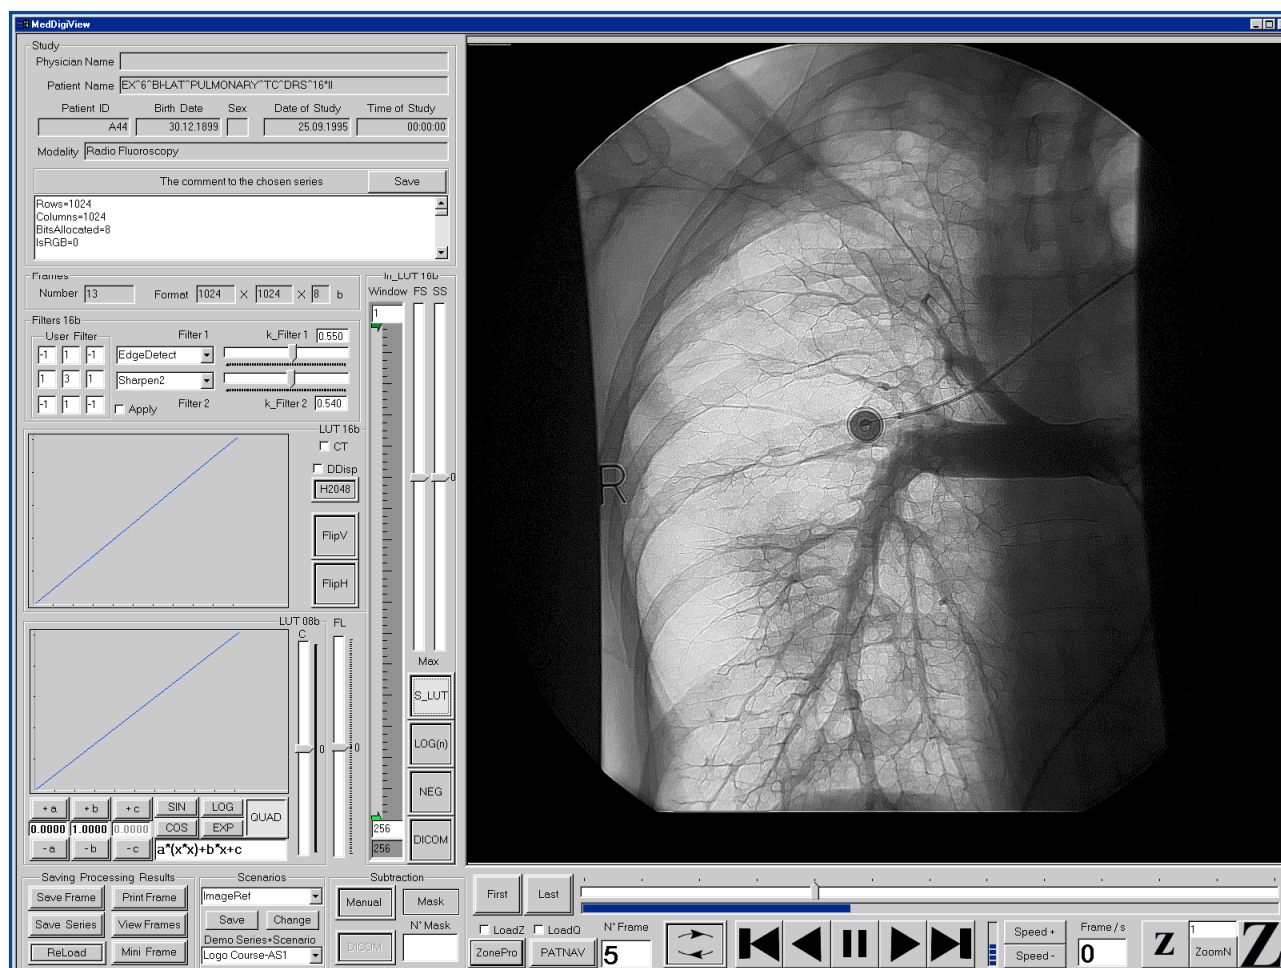 MedDigiView
Study
Physician Name
Patient Name EX^6^BI-LAT^PULMONARY^TC^DRS^16"II
Patient ID Birth Date Sex Date of Study Time of Study
A44 30.12.1899 25.09.1995 00:00:00
Modality Radio Fluoroscopy
The comment to the chosen series Save
Rows=1024
Columns=1024
BitsAllocated=8
IsRGB=0
Frames
Number 13 Format 1024 X 1024 X 8 b
Filters 16b
User Filter Filter 1 k_Filter 1 0.550
-1 1 -1 EdgeDetect
1 3 1 Sharpen2
-1 1 -1 Apply Filter 2 k_Filter 2 0.540
In_LUT 16b
Window FS SS
1
0
Max
256
256
S_LUT
LOG(n)
NEG
DICOM
LUT 16b
CT
DDisp
H2048
FlipV
FlipH
LUT 08b
C FL
0 0
+a +b +c SIN LOG QUAD
0.0000 1.0000 0.0000 COS EXP
-a -b -c a*(x*x)+b*x+c
Saving Processing Results
Save Frame Print Frame
Save Series View Frames
ReLoad Mini Frame
Scenarios
ImageRef
Save Change
Demo Series+Scenario
Logo Course-AS1
Subtraction
Manual Mask
DICOM N° Mask
R
First Last
LoadZ LoadQ N° Frame
ZonePro PATNAV 5
Speed + Frame / s
Speed- 0
Z 1 ZoomN Z